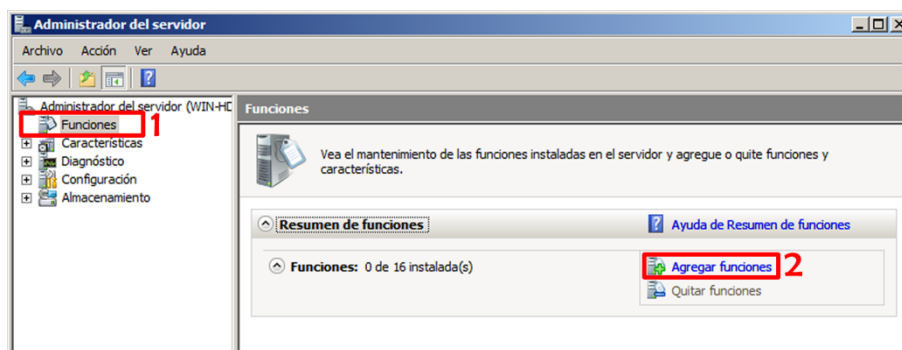 Administrador del servidor
Archivo Acción Ver Ayuda
Administrador del servidor (WIN-HD
Funciones
1
Características
Diagnóstico
Configuración
Almacenamiento
Funciones
Vea el mantenimiento de las funciones instaladas en el servidor y agregue o quite funciones y
características.
Resumen de funciones
Ayuda de Resumen de funciones
Funciones: 0 de 16 instalada(s)
Agregar funciones 2
Quitar funciones